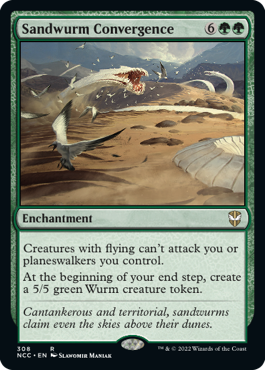 Sandwurm Convergence 6
Enchantment
Creatures with flying can't attack you or
planeswalkers you control.
At the beginning of your end step, create
a 5/5 green Wurm creature token.
Cantankerous and territorial, sandwurms
claim even the skies above their dunes.
308 R
NCC • EN SLAWOMIR MANIAK ™ & © 2022 Wizards of the Coast